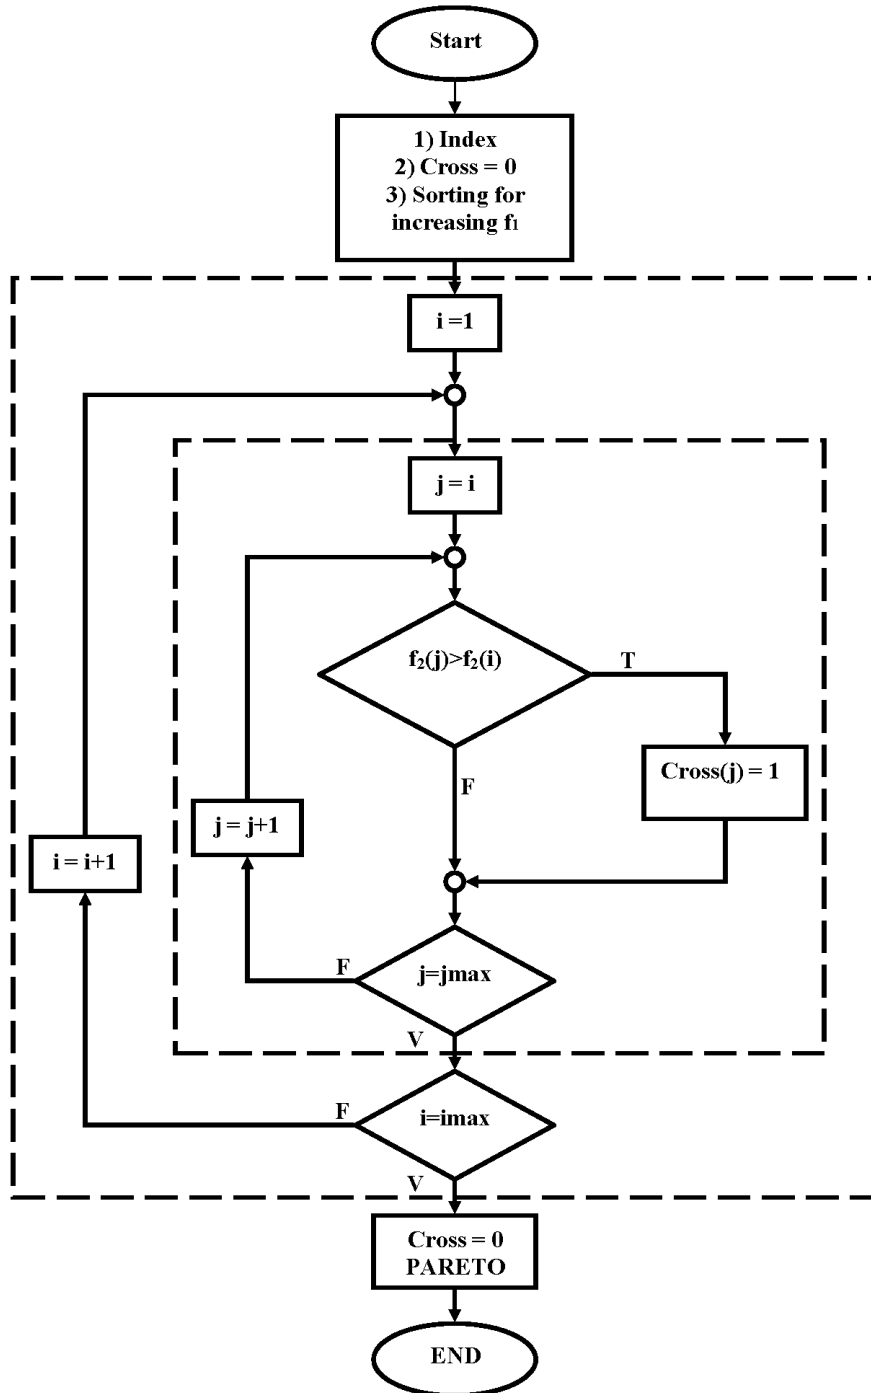 Start
1) Index
2) Cross = 0
3) Sorting for
increasing f₁
i =1
j = i
f₂(j)>f₂(i)
T
Cross(j) = 1
F
j = j+1
i = i+1
F
j=jmax
V
F
i=imax
V
Cross = 0
PARETO
END